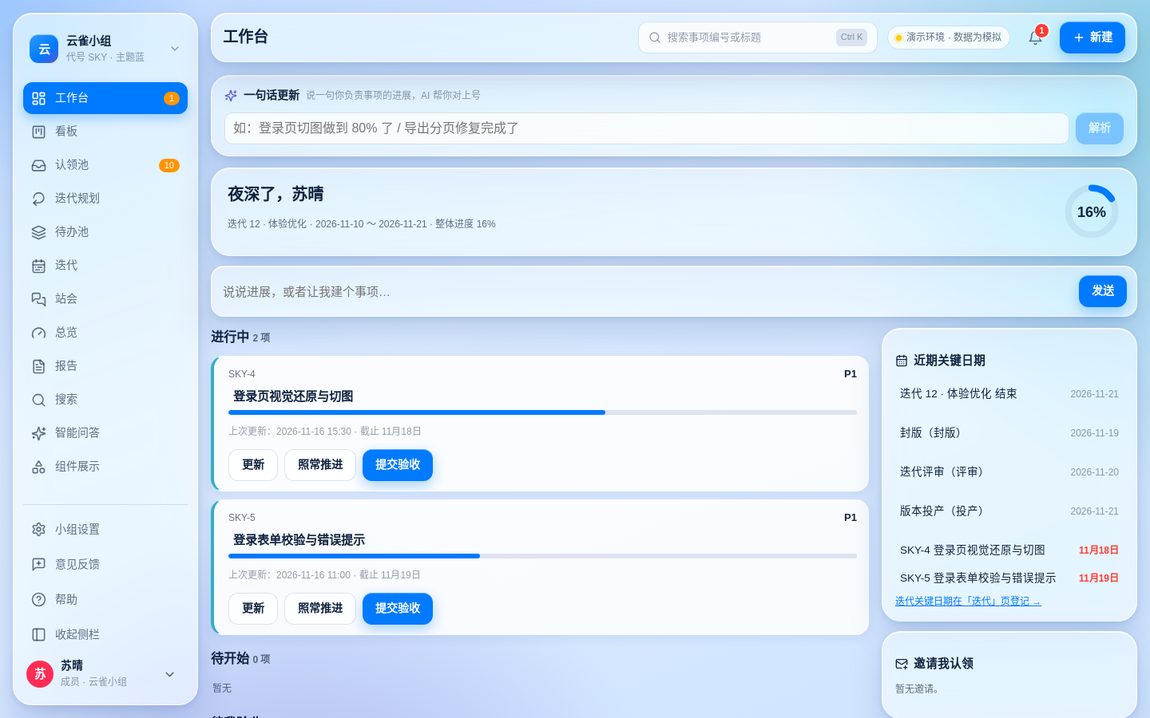 云
云雀小组
代号 SKY · 主题蓝
工作台
1
看板
认领池
10
迭代规划
待办池
迭代
站会
总览
报告
搜索
智能问答
组件展示
小组设置
意见反馈
帮助
收起侧栏
苏
苏晴
成员 · 云雀小组
工作台
搜索事项编号或标题
Ctrl K
演示环境 · 数据为模拟
1
新建
一句话更新 说一句你负责事项的进展，AI 帮你对上号
如：登录页切图做到 80% 了 / 导出分页修复完成了
解析
夜深了，苏晴
迭代 12 · 体验优化 · 2026-11-10 ～ 2026-11-21 · 整体进度 16%
16%
说说进展，或者让我建个事项…
发送
进行中 2 项
SKY-4
P1
登录页视觉还原与切图
上次更新：2026-11-16 15:30 · 截止 11月18日
更新
照常推进
提交验收
SKY-5
P1
登录表单校验与错误提示
上次更新：2026-11-16 11:00 · 截止 11月19日
更新
照常推进
提交验收
待开始 0 项
暂无
近期关键日期
迭代 12 · 体验优化 结束
2026-11-21
封版（封版）
2026-11-19
迭代评审（评审）
2026-11-20
版本投产（投产）
2026-11-21
SKY-4 登录页视觉还原与切图
11月18日
SKY-5 登录表单校验与错误提示
11月19日
迭代关键日期在「迭代」页登记 →
邀请我认领
暂无邀请。